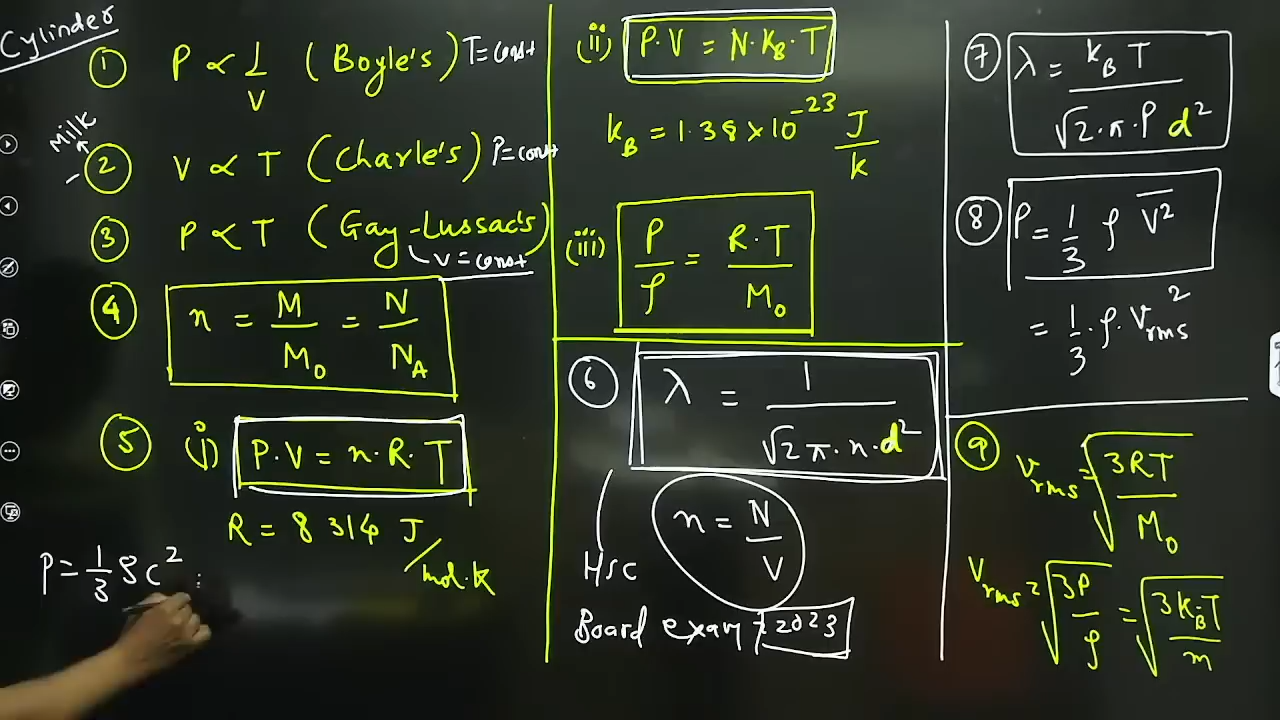 Cylinder
① P ∝ 1/V (Boyle's) T=const
Milk
② V ∝ T (Charle's) P=const
③ P ∝ T (Gay-Lussac's)
V = const
④ n = M/M₀ = N/N_A
⑤ (i) P·V = n·R·T
R = 8 314 J/mol·k
P = 1/3 ρc²
(ii) P·V = N·K_B·T
k_B = 1.38 × 10⁻²³ J/k
(iii) P/ρ = R·T/M₀
⑥ λ = 1/√2 π·n·d²
n = N/V
HSC
Board exam 2023
⑦ λ = k_B T/√2·π·P d²
⑧ P = 1/3 ρ V̅²
= 1/3·ρ·V_rms²
⑨ V_rms = √3RT/M₀
V_rms = √3P/ρ = √3k_BT/m